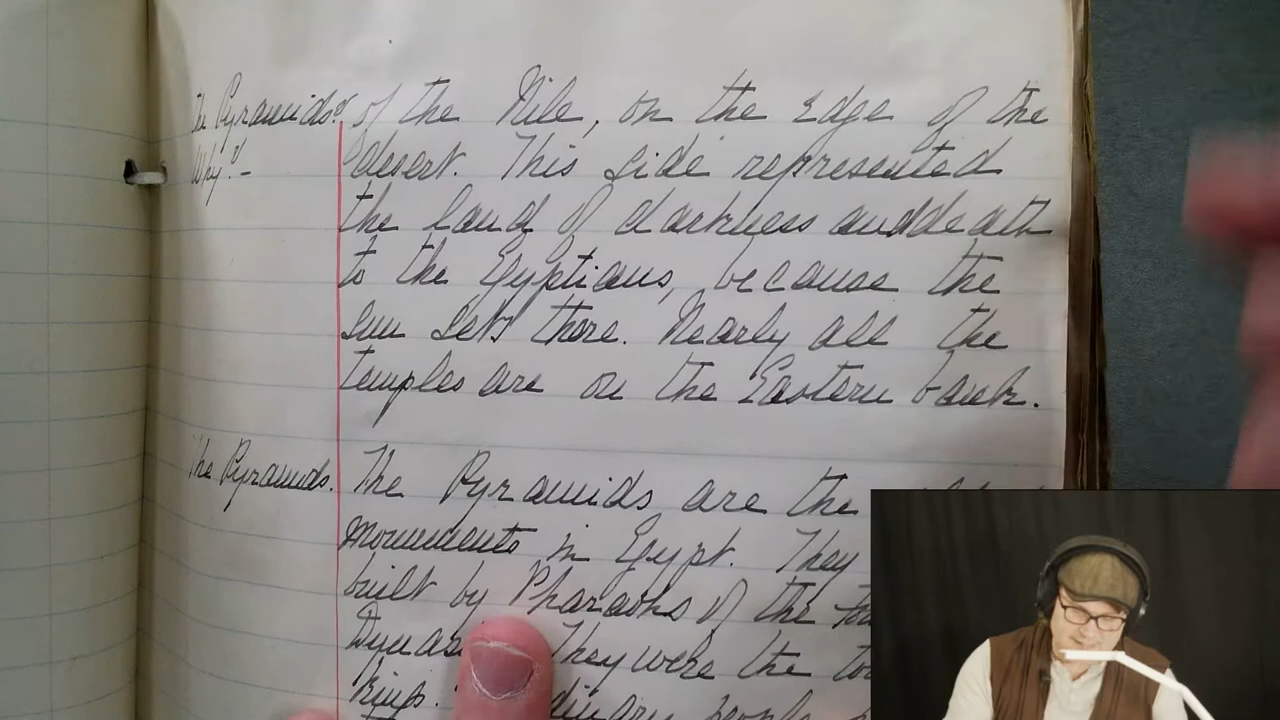 The Pyramids:-
Why?-
of the Nile, on the Edge of the
desert. This side represented
the land of darkness and death
to the Egyptians, because the
sun sets there. Nearly all the
temples are on the Eastern bank.
The Pyramids.
The Pyramids are the
monuments in Egypt. They
built by Pharaohs of the
They were the
kings.
people